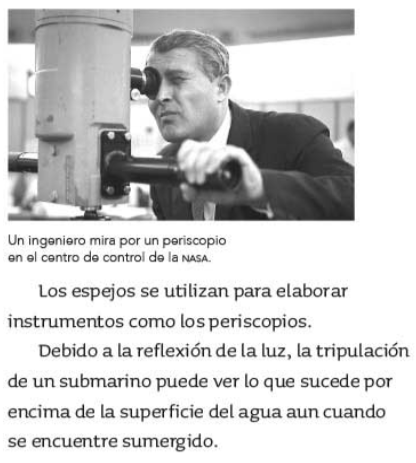 Un ingeniero mira por un periscopio
en el centro de control de la NASA.
Los espejos se utilizan para elaborar
instrumentos como los periscopios.
Debido a la reflexión de la luz, la tripulación
de un submarino puede ver lo que sucede por
encima de la superficie del agua aun cuando
se encuentre sumergido.